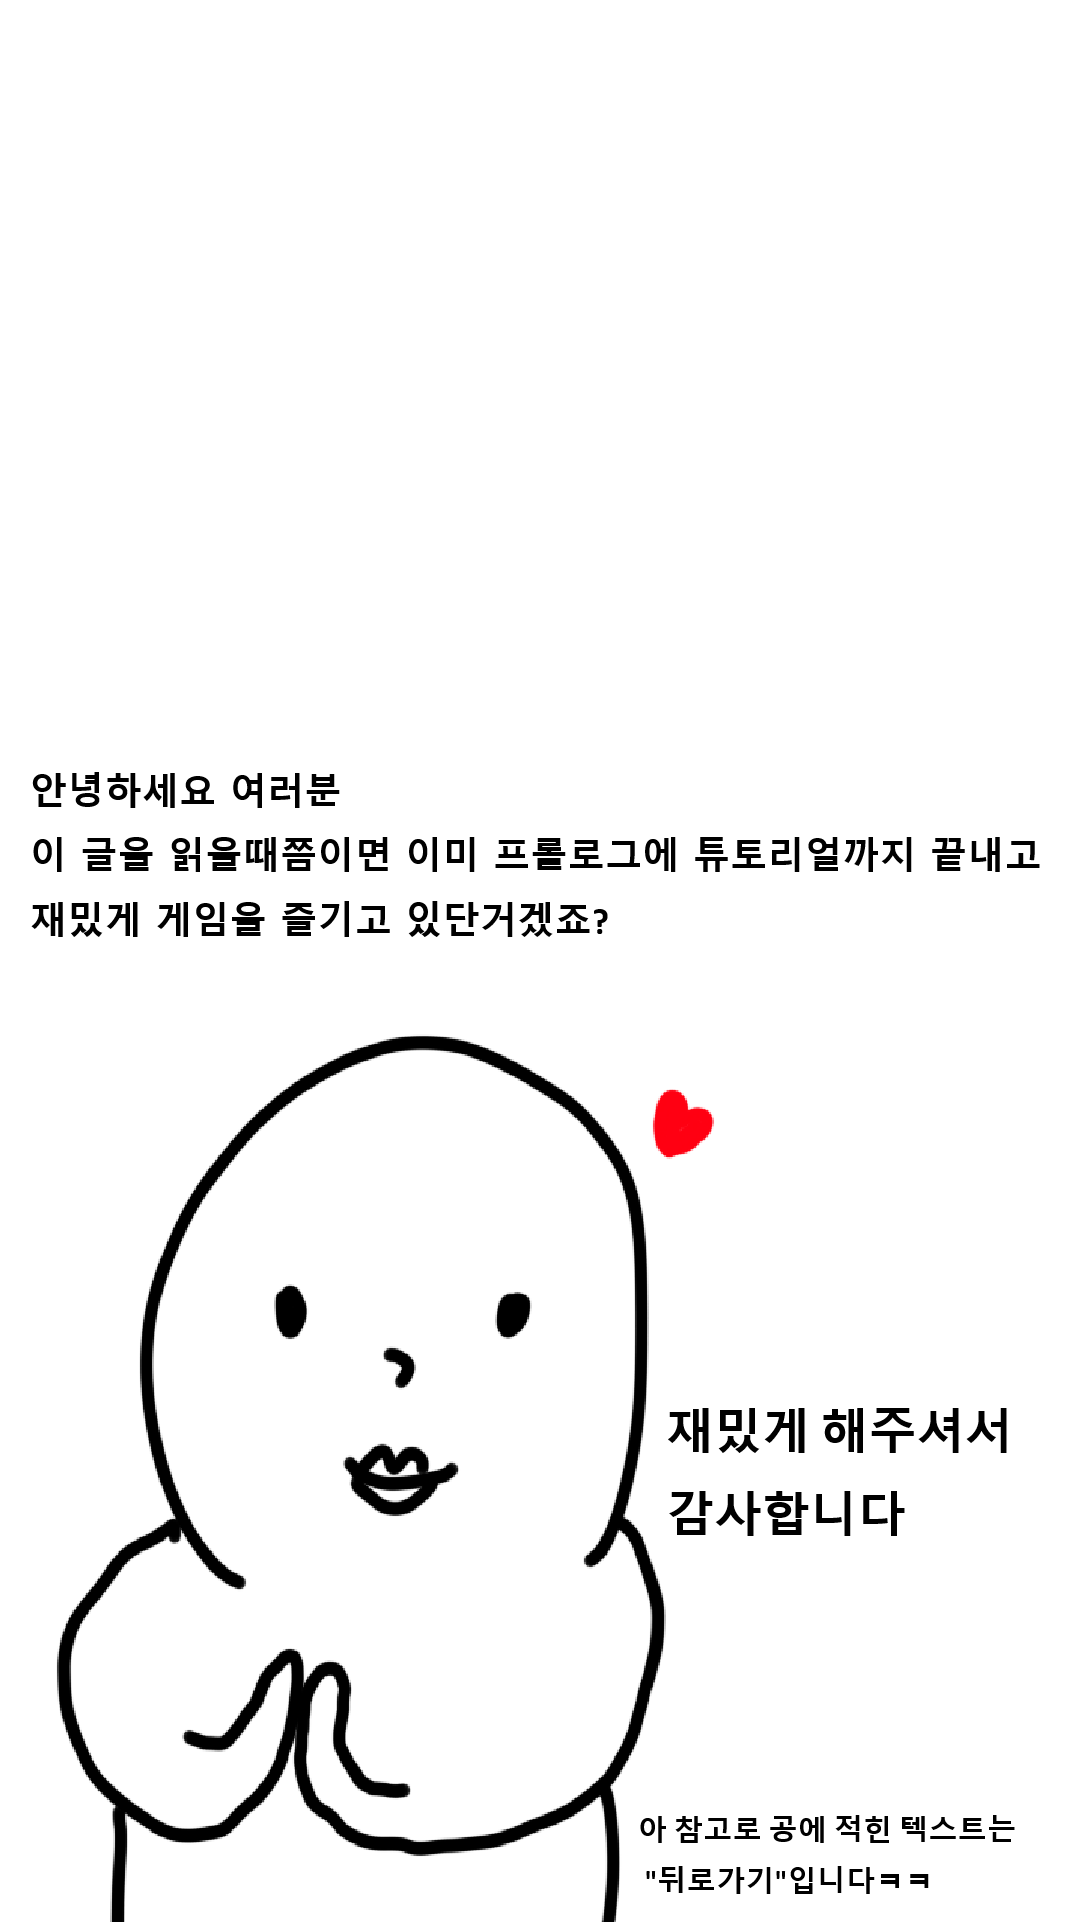 안녕하세요 여러분
이 글을 읽을때쯤이면 이미 프롤로그에 튜토리얼까지 끝내고
재밌게 게임을 즐기고 있단거겠죠?
재밌게 해주셔서
감사합니다
아 참고로 공에 적힌 텍스트는
"뒤로가기"입니다ㅋㅋ